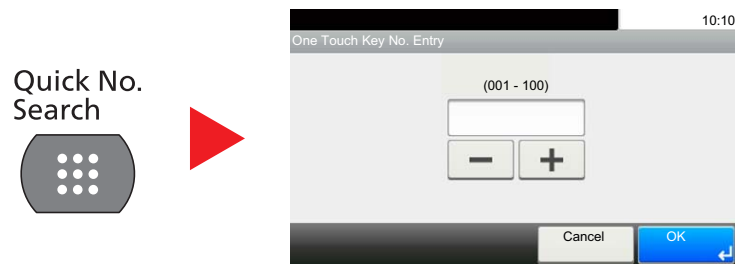 Quick No.
Search
10:10
One Touch Key No. Entry
(001 - 100)
Cancel
OK